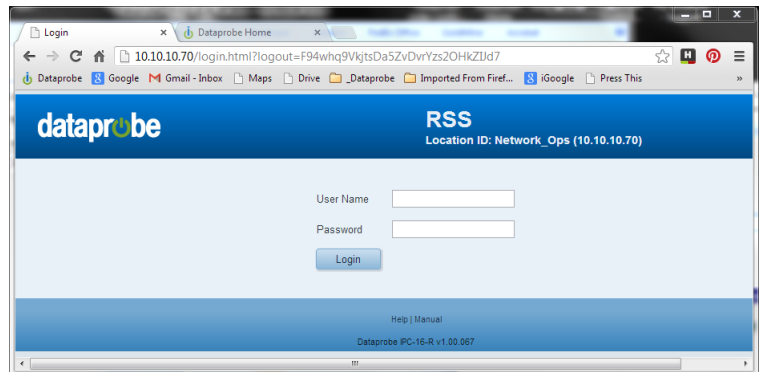 Login
Dataprobe Home
10.10.10.70/login.html?logout=F94whq9VkjtsDa5ZvDvrYzs2OHkZIJd7
Dataprobe
Google
Gmail - Inbox
Maps
Drive
_Dataprobe
Imported From Firef...
iGoogle
Press This
»
dataprobe
RSS
Location ID: Network_Ops (10.10.10.70)
User Name
Password
Login
Help | Manual
Dataprobe iPC-16-R v1.00.067